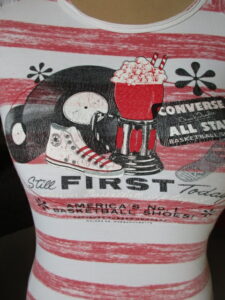 CONVERSE
ALL STAR
BASKETBALL
Still FIRST Today
AMERICA'S No. 1
BASKETBALL SHOES!